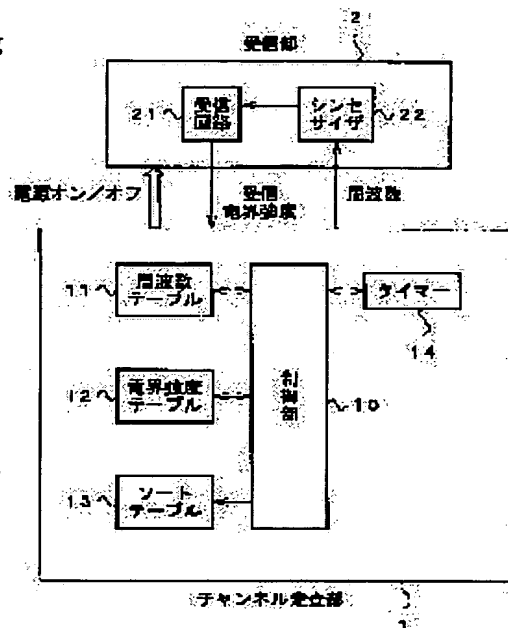 2
受信部
21
受信
回路
シンセ
サイザ
22
電源オン/オフ
受信
電界強度
周波数
11
周波数
テーブル
タイマー
14
12
電界強度
テーブル
制
御
部
10
13
ソート
テーブル
チャンネル定立部
1